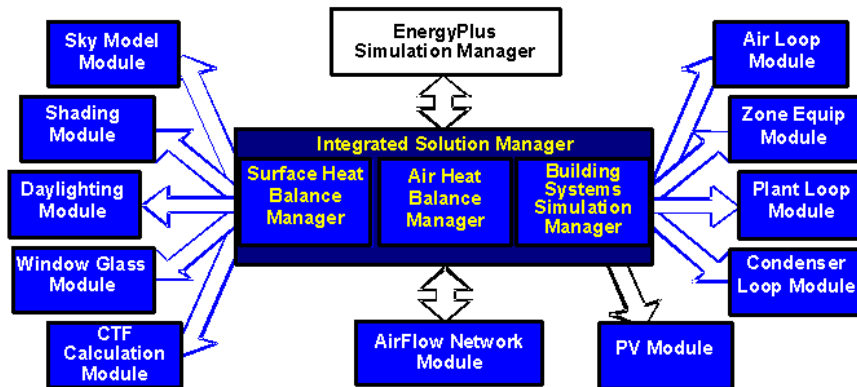 EnergyPlus
Simulation Manager
Sky Model
Module
Shading
Module
Daylighting
Module
Window Glass
Module
CTF
Calculation
Module
Integrated Solution Manager
Surface Heat
Balance
Manager
Air Heat
Balance
Manager
Building
Systems
Simulation
Manager
AirFlow Network
Module
Air Loop
Module
Zone Equip
Module
Plant Loop
Module
Condenser
Loop Module
PV Module